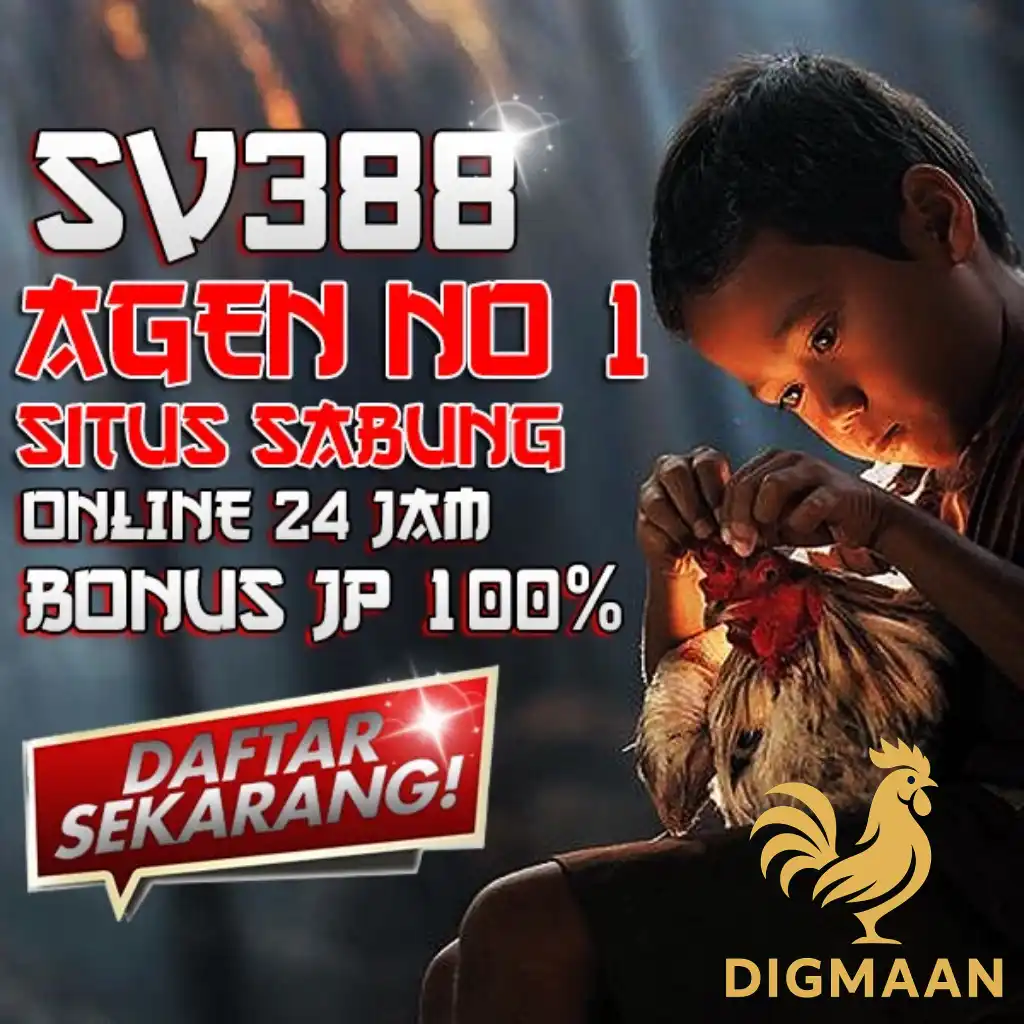 SV388
AGEN NO 1
SITUS SABUNG
ONLINE 24 JAM
BONUS JP 100%
DAFTAR
SEKARANG!
DIGMAAN